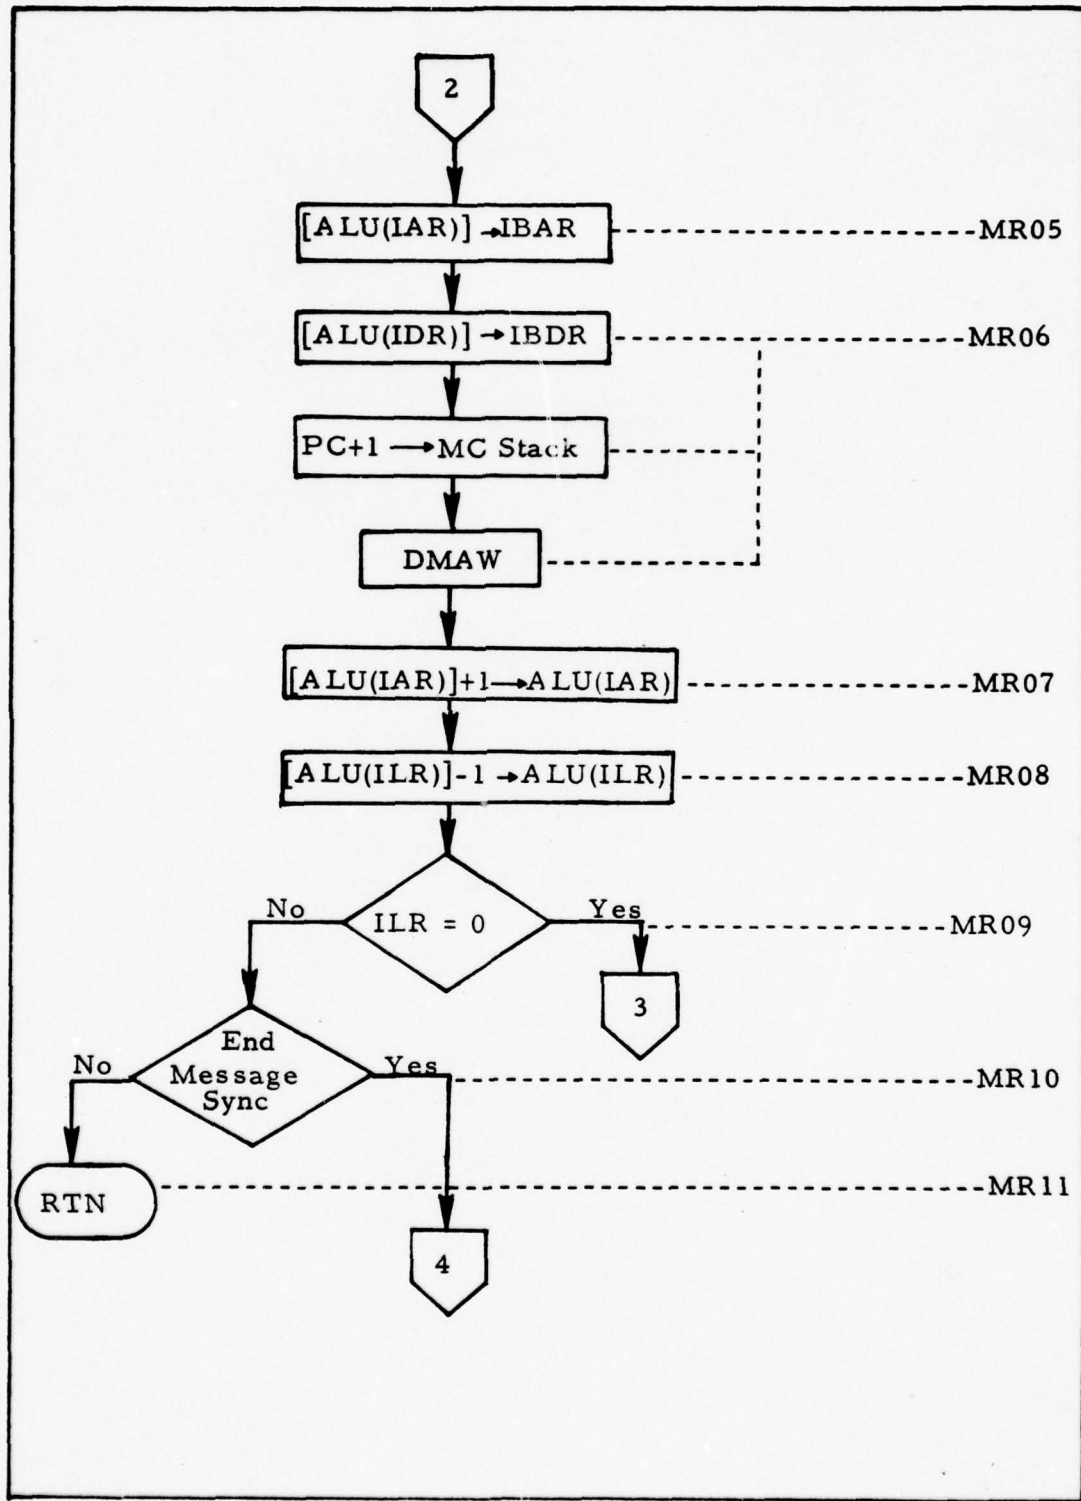 2
[ALU(IAR)] → IBAR MR05
[ALU(IDR)] → IBDR MR06
PC+1 → MC Stack
DMAW
[ALU(IAR)]+1 → ALU(IAR) MR07
[ALU(ILR)]-1 → ALU(ILR) MR08
No ILR = 0 Yes MR09
3
End
No Message Yes MR10
Sync
RTN MR11
4